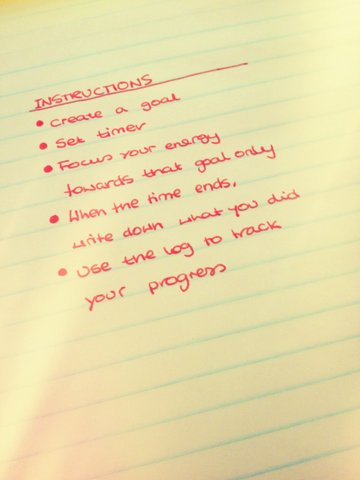 INSTRUCTIONS
• Create a goal
• Set timer
• Focus your energy
towards that goal only
• When the time ends,
write down what you did
• Use the log to track
your progress